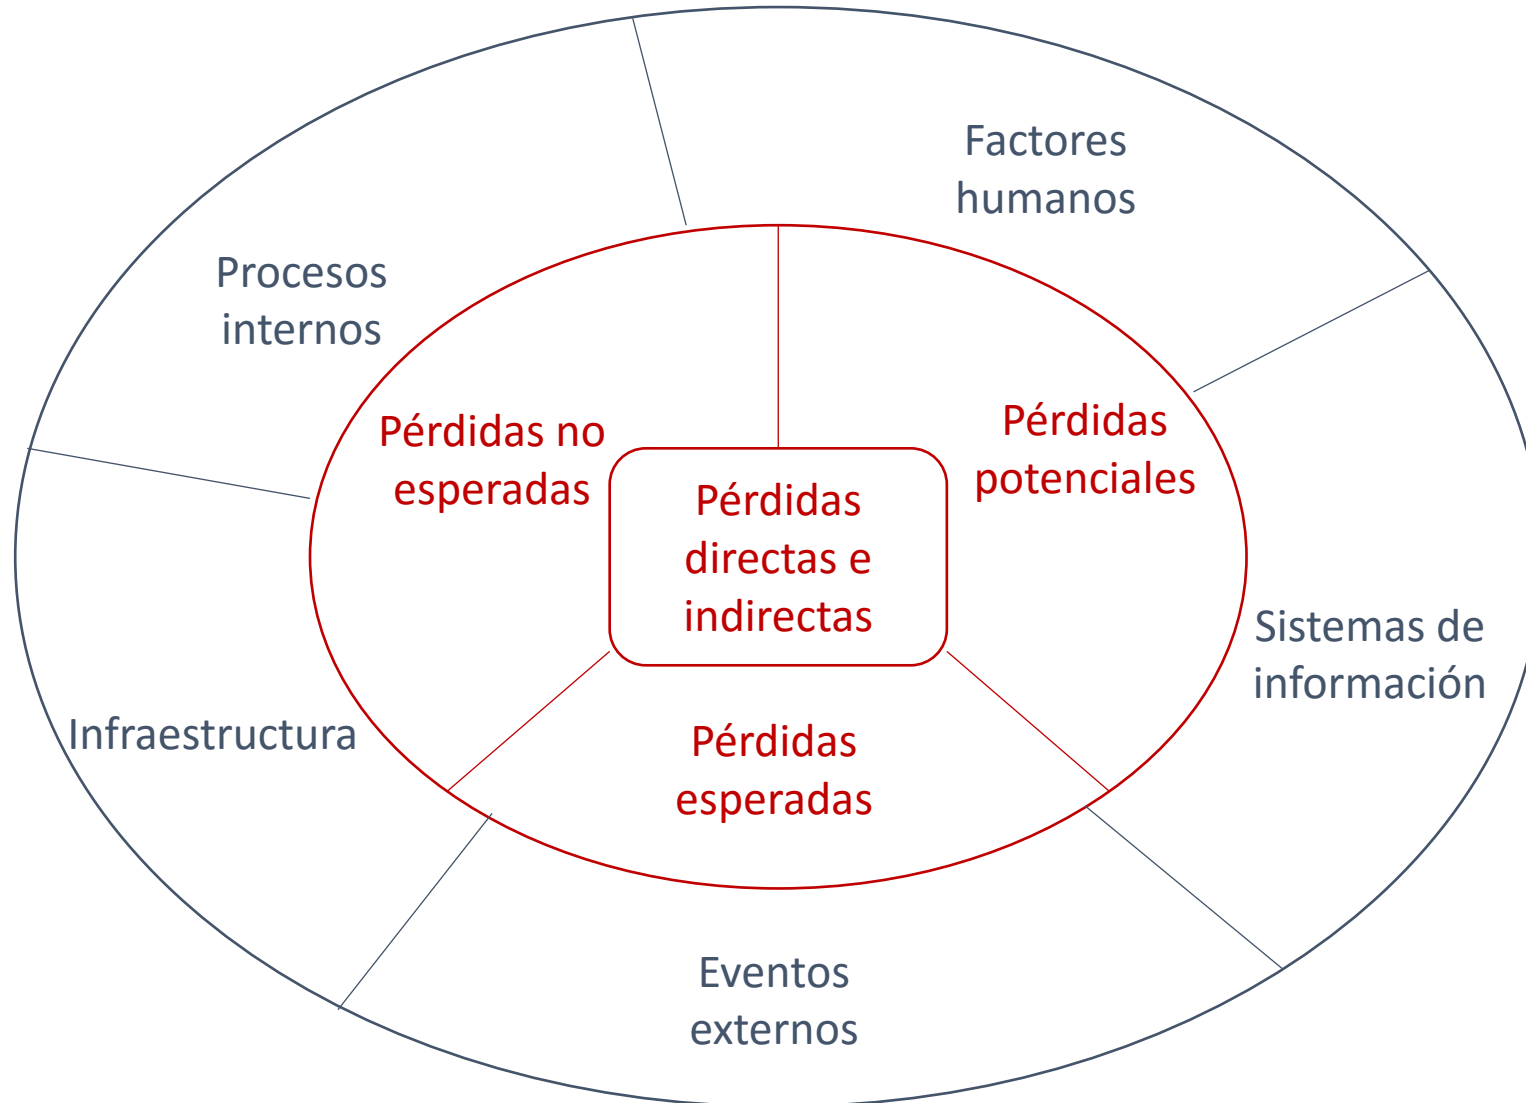 Factores
humanos
Procesos
internos
Pérdidas no
esperadas
Pérdidas
potenciales
Pérdidas
directas e
indirectas
Sistemas de
información
Infraestructura
Pérdidas
esperadas
Eventos
externos